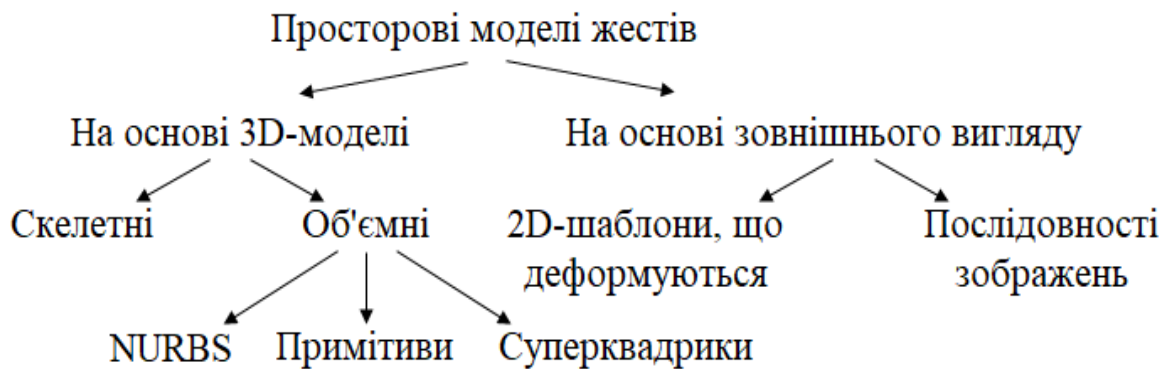 Просторові моделі жестів
На основі 3D-моделі
На основі зовнішнього вигляду
Скелетні
Об'ємні
2D-шаблони, що
деформуються
Послідовності
зображень
NURBS
Примітиви
Суперквадрики